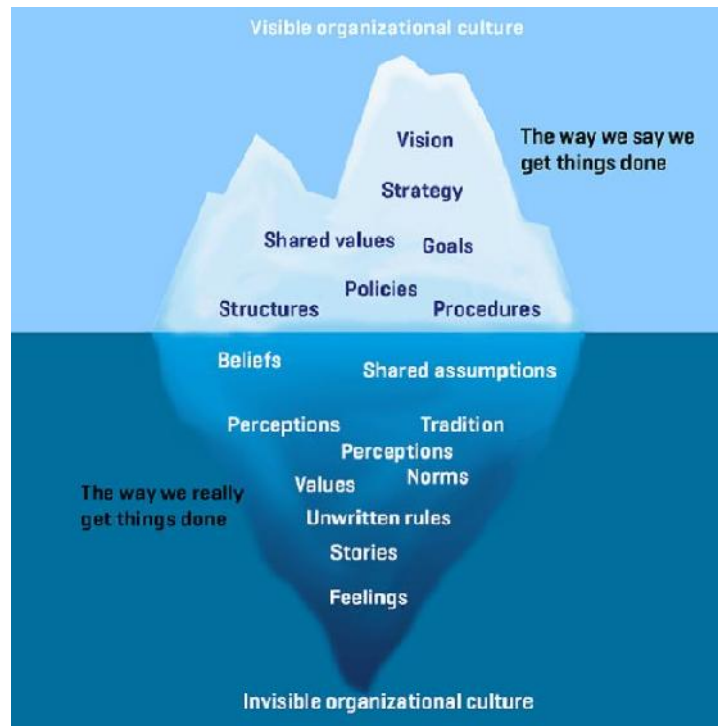 Visible organizational culture
Vision
The way we say we
get things done
Strategy
Shared values
Goals
Policies
Structures
Procedures
Beliefs
Shared assumptions
Perceptions
Tradition
Perceptions
Norms
Values
The way we really
get things done
Unwritten rules
Stories
Feelings
Invisible organizational culture